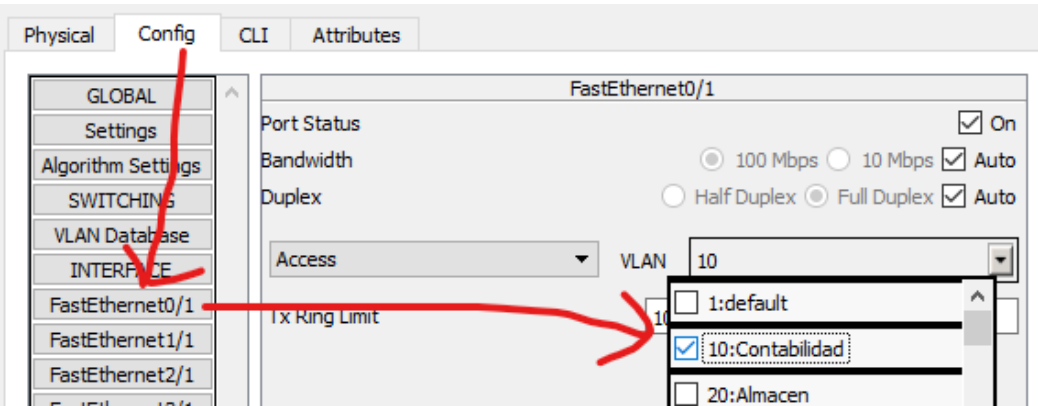 Physical Config CLI Attributes
GLOBAL
Settings
Algorithm Settings
SWITCHING
VLAN Database
INTERFACE
FastEthernet0/1
FastEthernet1/1
FastEthernet2/1
FastEthernet0/1
Port Status On
Bandwidth 100 Mbps 10 Mbps Auto
Duplex Half Duplex Full Duplex Auto
Access VLAN 10
Tx Ring Limit 10
1:default
10:Contabilidad
20:Almacen